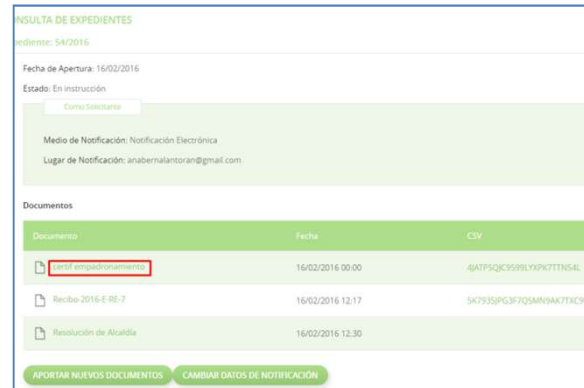 NSULTA DE EXPEDIENTES
pediente: 54/2016
Fecha de Apertura: 16/02/2016
Estado: En instrucción
Como Solicitante
Medio de Notificación: Notificación Electrónica
Lugar de Notificación: anabernalantoran@gmail.com
Documentos
Documento Fecha CSV
certif empadronamiento 16/02/2016 00:00
Recibo-2016-E-RE-7 16/02/2016 12:17
Resolución de Alcaldía 16/02/2016 12:30
APORTAR NUEVOS DOCUMENTOS CAMBIAR DATOS DE NOTIFICACIÓN